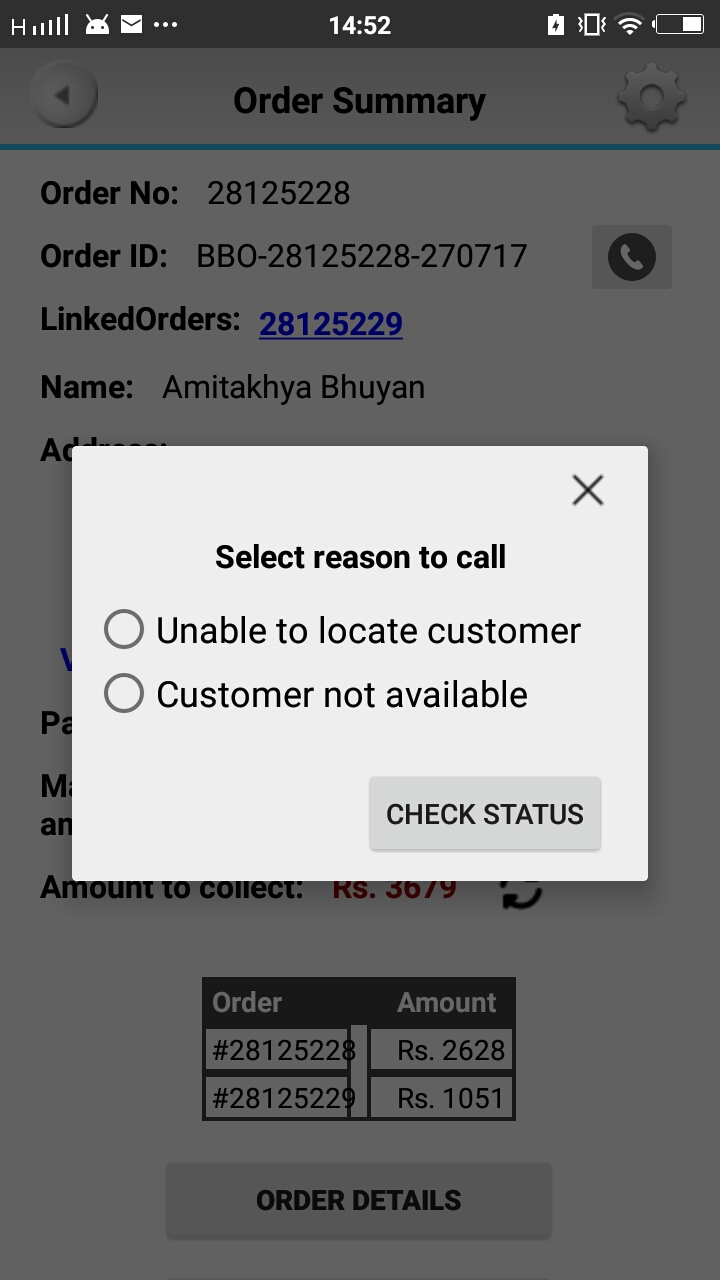 H 14:52
Order Summary
Order No: 28125228
Order ID: BBO-28125228-270717
LinkedOrders: 28125229
Name: Amitakhya Bhuyan
Address:
Select reason to call
Unable to locate customer
Customer not available
CHECK STATUS
Amount to collect: Rs. 3679
Order Amount
#28125228 Rs. 2628
#28125229 Rs. 1051
ORDER DETAILS